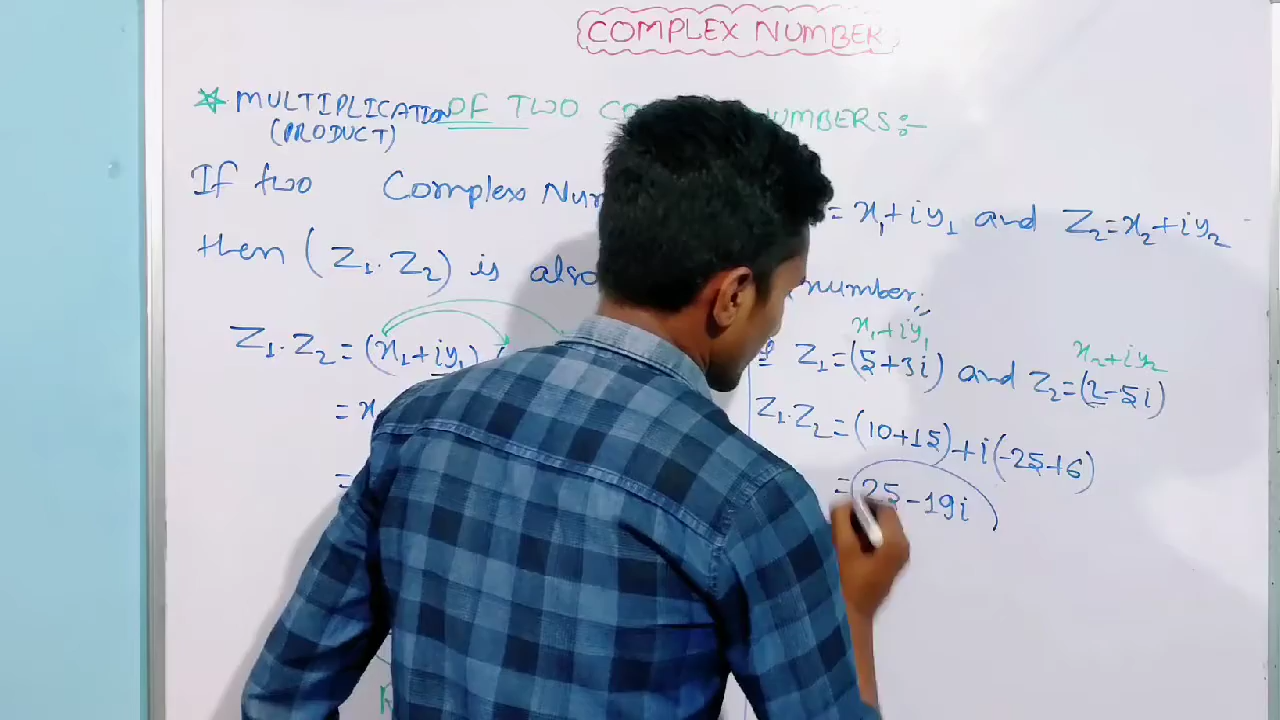 COMPLEX NUMBER
MULTIPLICATION OF TWO NUMBERS:-
(PRODUCT)
If two Complex = x₁+iy₁ and Z₂=x₂+iy₂
then (Z₁.Z₂) is also number.
Z₁.Z₂=(x₁+iy₁)
= x
=
x₁+iy₁ x₂+iy₂
Z₁=(5+3i) and Z₂=(2-5i)
Z₁.Z₂=(10+15)+i(-25+6)
=25-19i